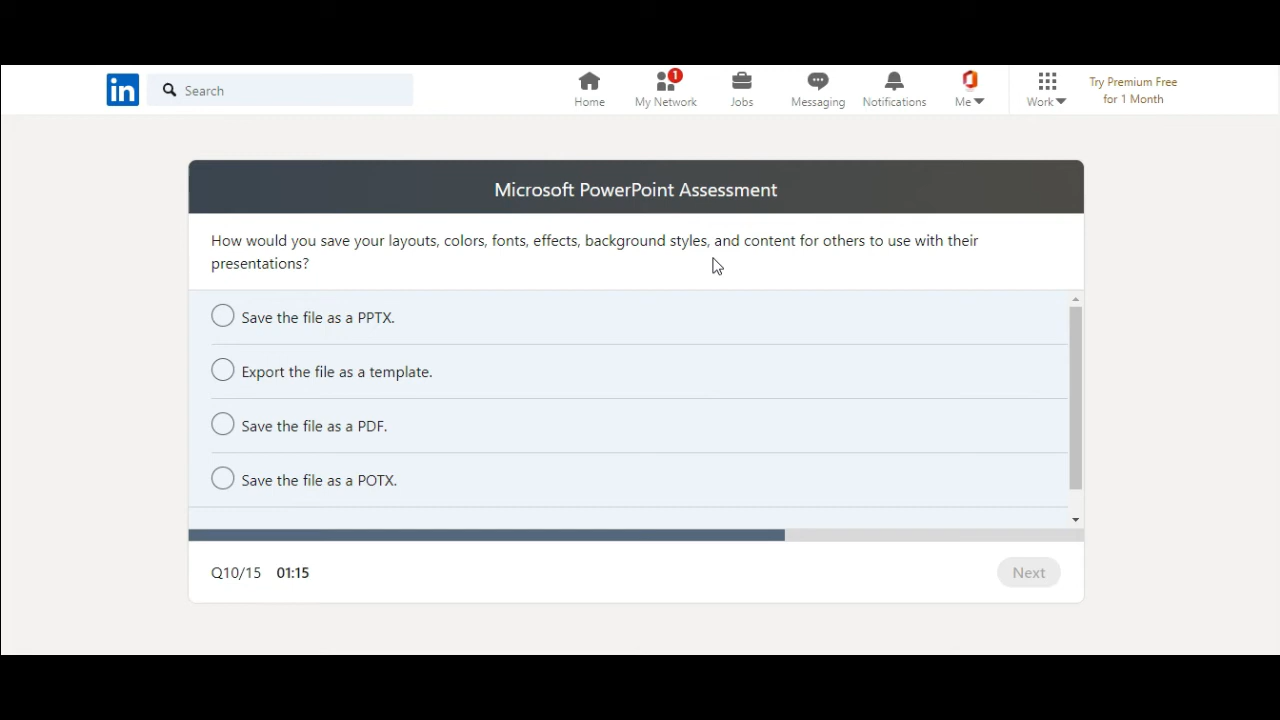 in
Search
1
Home
My Network
Jobs
Messaging
Notifications
Me
Work
Try Premium Free
for 1 Month
Microsoft PowerPoint Assessment
How would you save your layouts, colors, fonts, effects, background styles, and content for others to use with their
presentations?
Save the file as a PPTX.
Export the file as a template.
Save the file as a PDF.
Save the file as a POTX.
Q10/15 01:15
Next